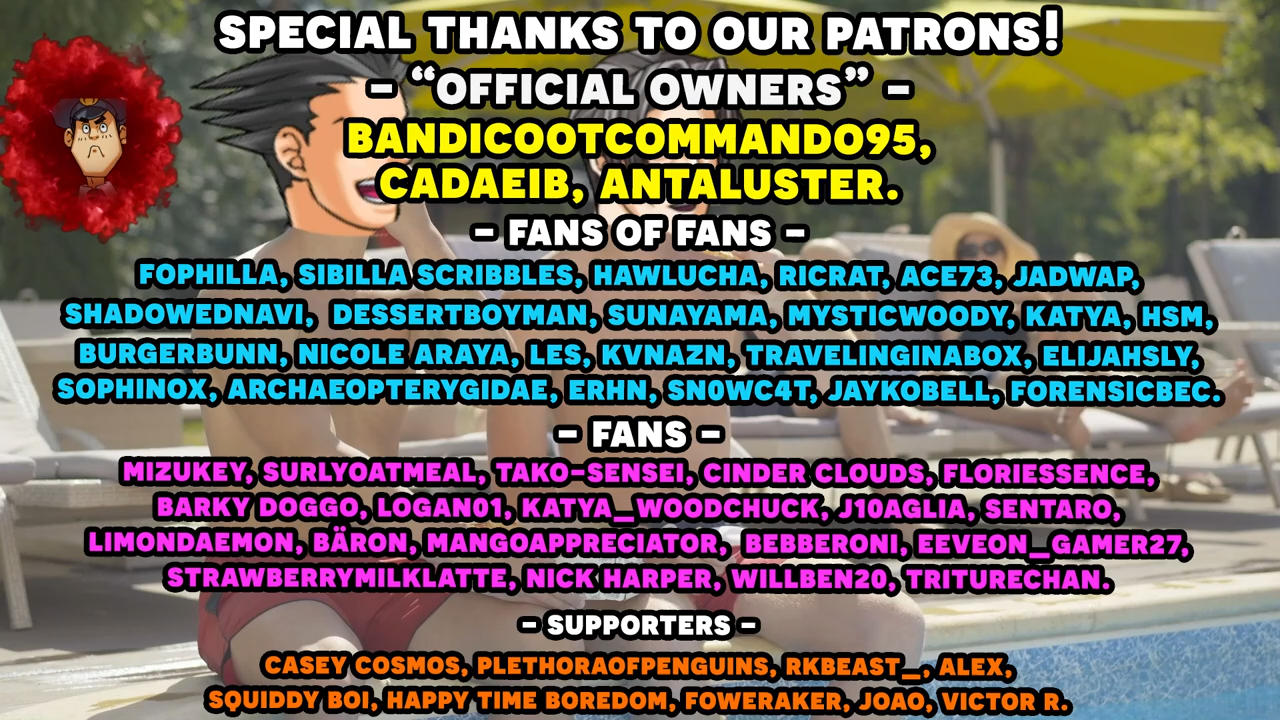 SPECIAL THANKS TO OUR PATRONS!
– “OFFICIAL OWNERS” –
BANDICOOTCOMMANDO95,
CADAEIB, ANTALUSTER.
– FANS OF FANS –
FOPHILLA, SIBILLA SCRIBBLES, HAWLUCHA, RICRAT, ACE73, JADWAP,
SHADOWEDNAVI, DESSERTBOYMAN, SUNAYAMA, MYSTICWOODY, KATYA, HSM,
BURGERBUNN, NICOLE ARAYA, LES, KVNAZN, TRAVELINGINABOX, ELIJAHSLY,
SOPHINOX, ARCHAEOPTERYGIDAE, ERHN, SN0WC4T, JAYKOBELL, FORENSICBEC.
– FANS –
MIZUKEY, SURLYOATMEAL, TAKO-SENSEI, CINDER CLOUDS, FLORIESSENCE,
BARKY DOGGO, LOGAN01, KATYA_WOODCHUCK, J10AGLIA, SENTARO,
LIMONDAEMON, BÄRON, MANGOAPPRECIATOR, BEBBERONI, EEVEON_GAMER27,
STRAWBERRYMILKLATTE, NICK HARPER, WILLBEN20, TRITURECHAN.
– SUPPORTERS –
CASEY COSMOS, PLETHORAOFPENGUINS, RKBEAST_, ALEX,
SQUIDDY BOI, HAPPY TIME BOREDOM, FOWERAKER, JOAO, VICTOR R.